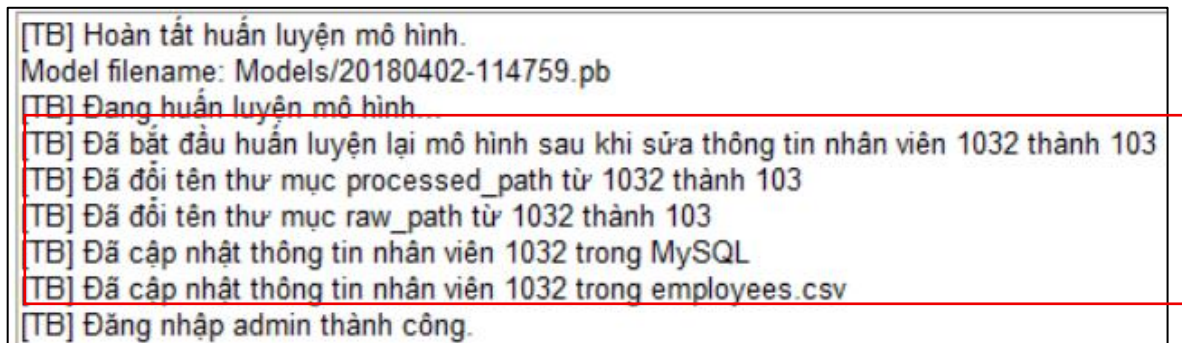 [TB] Hoàn tất huấn luyện mô hình.
Model filename: Models/20180402-114759.pb
[TB] Đang huấn luyện mô hình...
[TB] Đã bắt đầu huấn luyện lại mô hình sau khi sửa thông tin nhân viên 1032 thành 103
[TB] Đã đổi tên thư mục processed_path từ 1032 thành 103
[TB] Đã đổi tên thư mục raw_path từ 1032 thành 103
[TB] Đã cập nhật thông tin nhân viên 1032 trong MySQL
[TB] Đã cập nhật thông tin nhân viên 1032 trong employees.csv
[TB] Đăng nhập admin thành công.